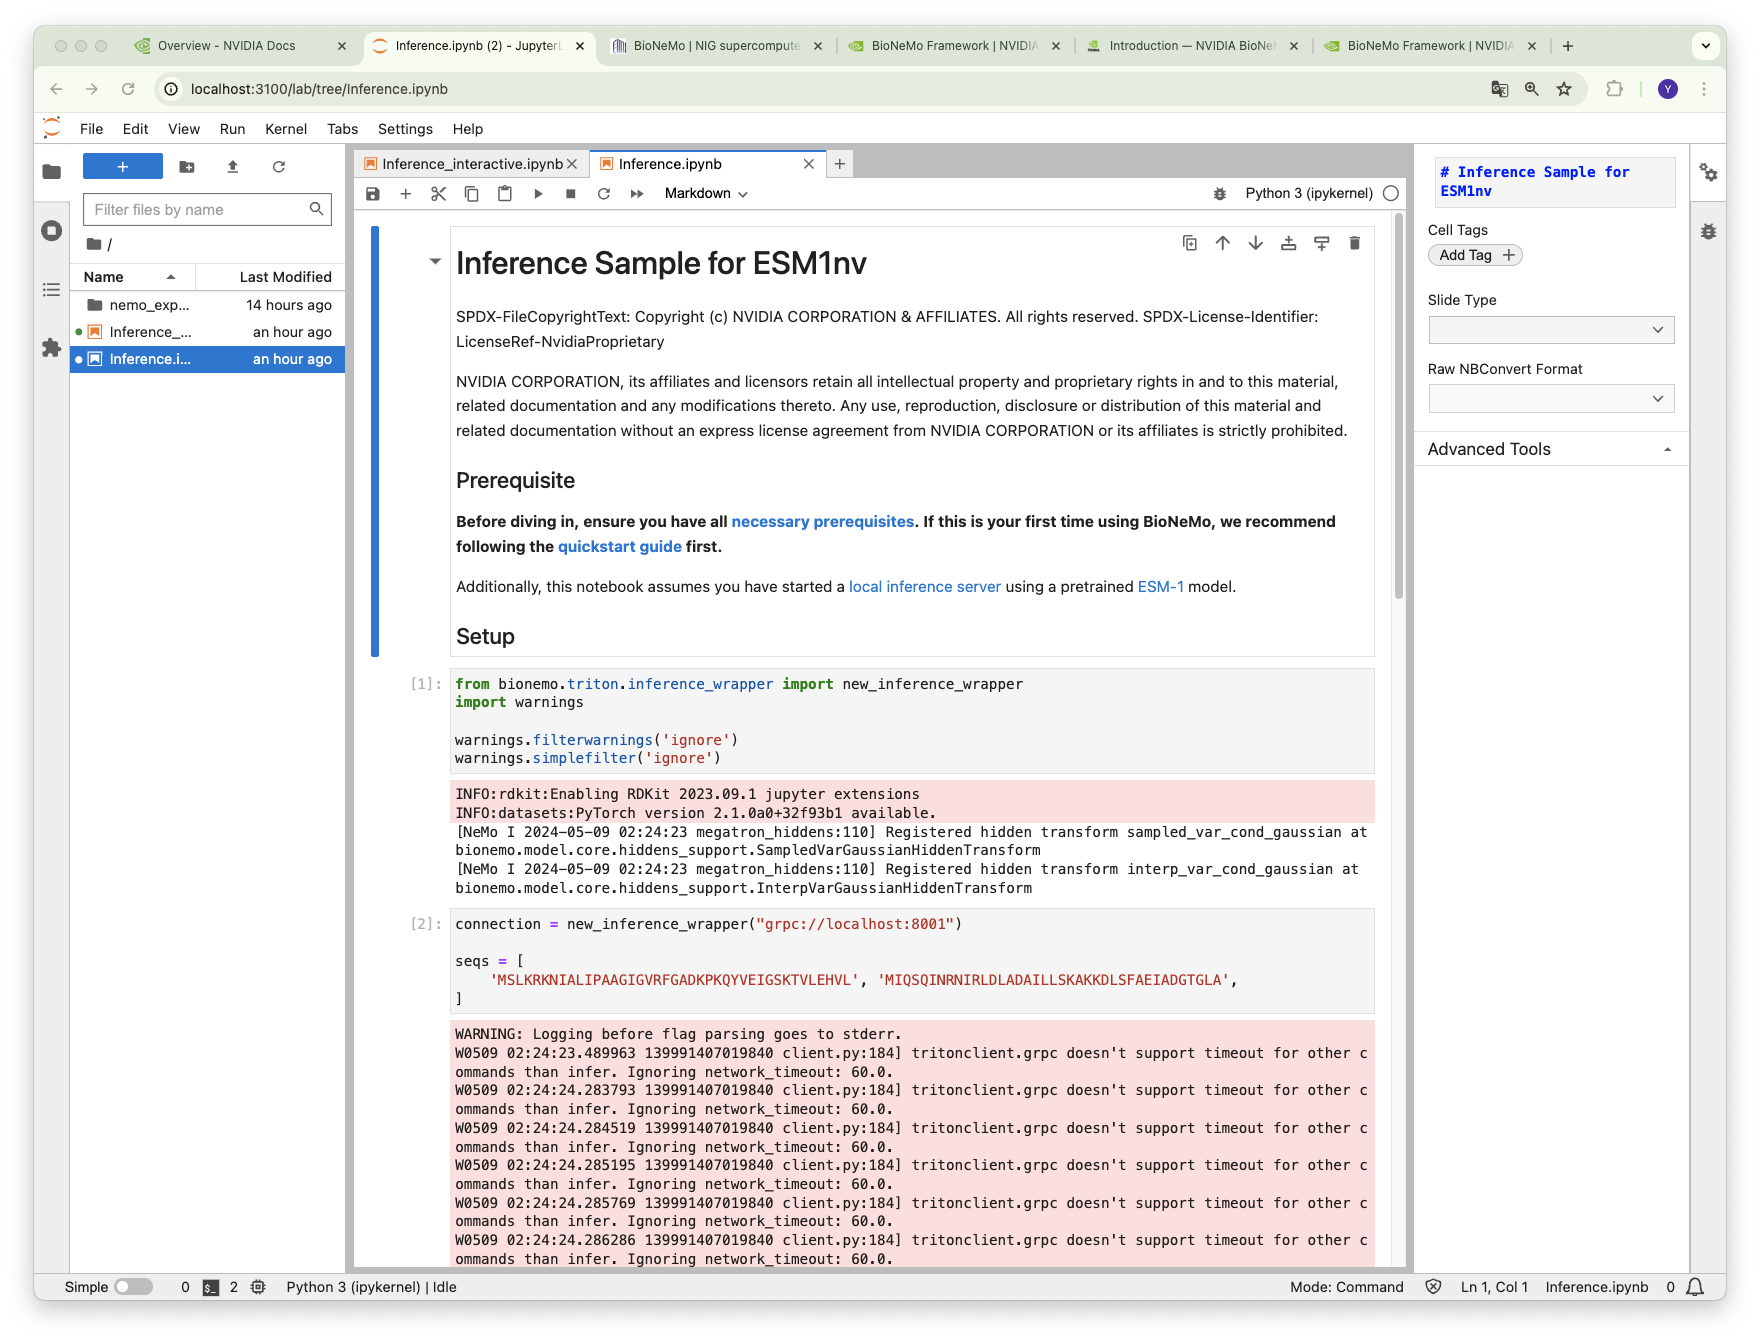 Overview - NVIDIA Docs
Inference.ipynb (2) - JupyterL
BioNeMo | NIG supercompute
BioNeMo Framework | NVIDIA
Introduction — NVIDIA BioNeM
BioNeMo Framework | NVIDIA
localhost:3100/lab/tree/Inference.ipynb
Y
File Edit View Run Kernel Tabs Settings Help
Filter files by name
/
Name Last Modified
nemo_exp... 14 hours ago
Inference_... an hour ago
Inference.i... an hour ago
Inference_interactive.ipynb
Inference.ipynb
Markdown
Python 3 (ipykernel)
Inference Sample for ESM1nv
SPDX-FileCopyrightText: Copyright (c) NVIDIA CORPORATION & AFFILIATES. All rights reserved. SPDX-License-Identifier:
LicenseRef-NvidiaProprietary
NVIDIA CORPORATION, its affiliates and licensors retain all intellectual property and proprietary rights in and to this material,
related documentation and any modifications thereto. Any use, reproduction, disclosure or distribution of this material and
related documentation without an express license agreement from NVIDIA CORPORATION or its affiliates is strictly prohibited.
Prerequisite
Before diving in, ensure you have all necessary prerequisites. If this is your first time using BioNeMo, we recommend
following the quickstart guide first.
Additionally, this notebook assumes you have started a local inference server using a pretrained ESM-1 model.
Setup
[1]:
from bionemo.triton.inference_wrapper import new_inference_wrapper
import warnings
warnings.filterwarnings('ignore')
warnings.simplefilter('ignore')
INFO:rdkit:Enabling RDKit 2023.09.1 jupyter extensions
INFO:datasets:PyTorch version 2.1.0a0+32f93b1 available.
[NeMo I 2024-05-09 02:24:23 megatron_hiddens:110] Registered hidden transform sampled_var_cond_gaussian at
bionemo.model.core.hiddens_support.SampledVarGaussianHiddenTransform
[NeMo I 2024-05-09 02:24:23 megatron_hiddens:110] Registered hidden transform interp_var_cond_gaussian at
bionemo.model.core.hiddens_support.InterpVarGaussianHiddenTransform
[2]:
connection = new_inference_wrapper("grpc://localhost:8001")
seqs = [
'MSLKRKNIALIPAAGIGVRFGADKPKQYVEIGSKTVLEHVL', 'MIQSQINRNIRLDLADAILLSKAKKDLSFAEIADGTGLA',
]
WARNING: Logging before flag parsing goes to stderr.
W0509 02:24:23.489963 139991407019840 client.py:184] tritonclient.grpc doesn't support timeout for other c
ommands than infer. Ignoring network_timeout: 60.0.
W0509 02:24:24.283793 139991407019840 client.py:184] tritonclient.grpc doesn't support timeout for other c
ommands than infer. Ignoring network_timeout: 60.0.
W0509 02:24:24.284519 139991407019840 client.py:184] tritonclient.grpc doesn't support timeout for other c
ommands than infer. Ignoring network_timeout: 60.0.
W0509 02:24:24.285195 139991407019840 client.py:184] tritonclient.grpc doesn't support timeout for other c
ommands than infer. Ignoring network_timeout: 60.0.
W0509 02:24:24.285769 139991407019840 client.py:184] tritonclient.grpc doesn't support timeout for other c
ommands than infer. Ignoring network_timeout: 60.0.
W0509 02:24:24.286286 139991407019840 client.py:184] tritonclient.grpc doesn't support timeout for other c
ommands than infer. Ignoring network_timeout: 60.0.
# Inference Sample for
ESM1nv
Cell Tags
Add Tag +
Slide Type
Raw NBConvert Format
Advanced Tools
Simple 0 2 Python 3 (ipykernel) | Idle
Mode: Command Ln 1, Col 1 Inference.ipynb 0